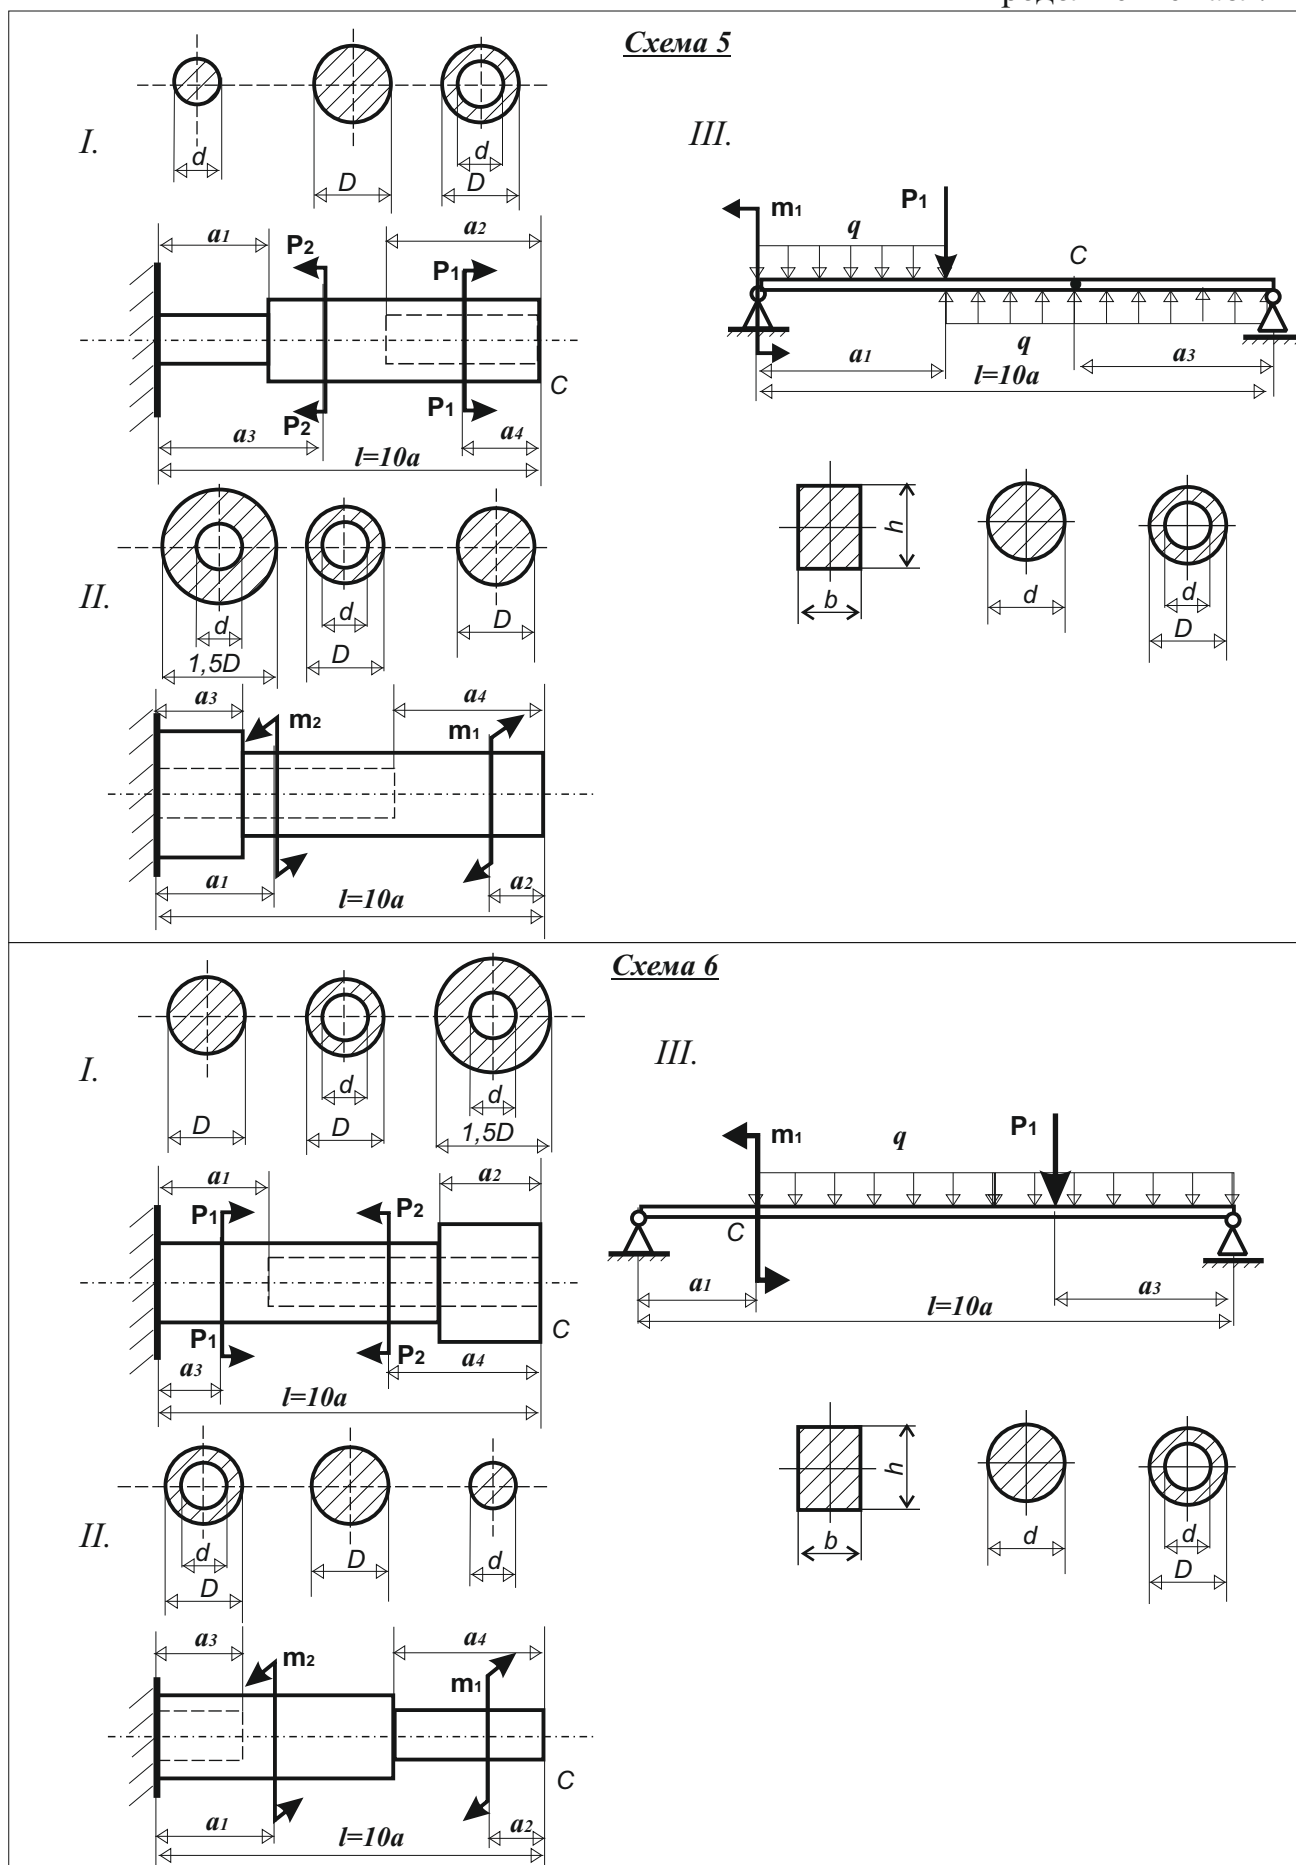 Схема 5
I.
d
D
d
D
a1
a2
P2
P1
P2
P1
C
a3
a4
l=10a
II.
d
1,5D
d
D
D
a3
a4
m2
m1
a1
a2
l=10a
III.
m1
q
P1
C
q
a1
a3
l=10a
h
b
d
d
D
Схема 6
I.
D
d
D
d
1,5D
a1
a2
P1
P2
P1
P2
C
a3
a4
l=10a
II.
d
D
D
d
a3
a4
m2
m1
C
a1
a2
l=10a
III.
m1
q
P1
C
a1
a3
l=10a
h
b
d
d
D